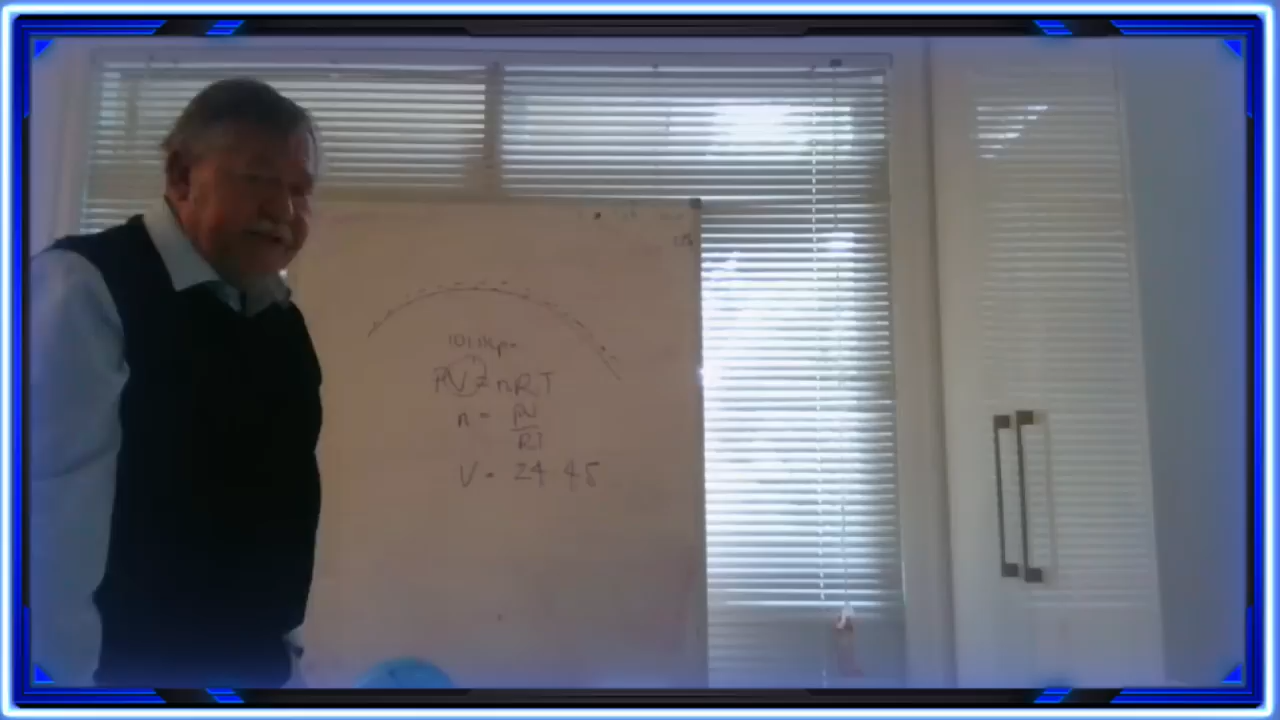 PV = nRT
n = PV
RT
V = 24.45